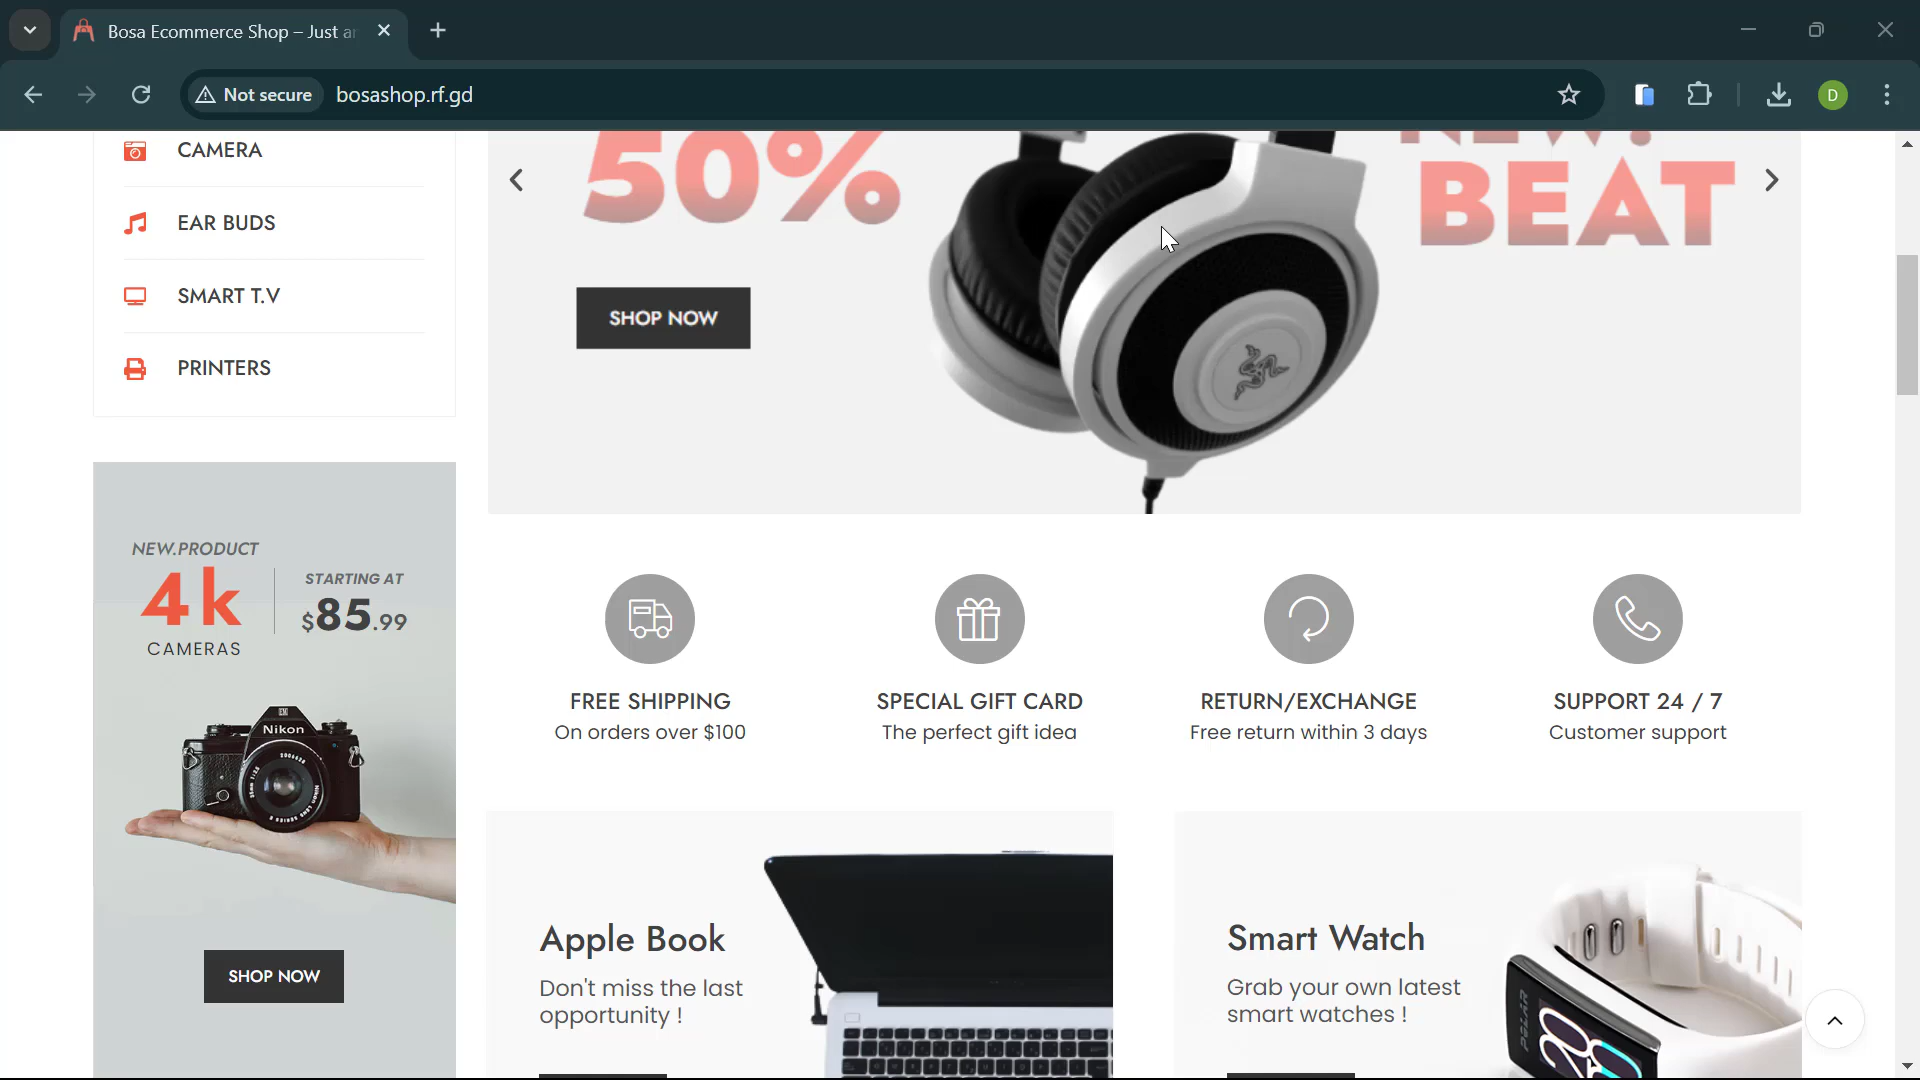 Bosa Ecommerce Shop – Just a
Not secure
bosashop.rf.gd
D
CAMERA
EAR BUDS
SMART T.V
PRINTERS
50%
BEAT
SHOP NOW
NEW.PRODUCT
4k
CAMERAS
STARTING AT
$85.99
Nikon
SHOP NOW
FREE SHIPPING
On orders over $100
SPECIAL GIFT CARD
The perfect gift idea
RETURN/EXCHANGE
Free return within 3 days
SUPPORT 24 / 7
Customer support
Apple Book
Don't miss the last
opportunity !
Smart Watch
Grab your own latest
smart watches !
POLAR